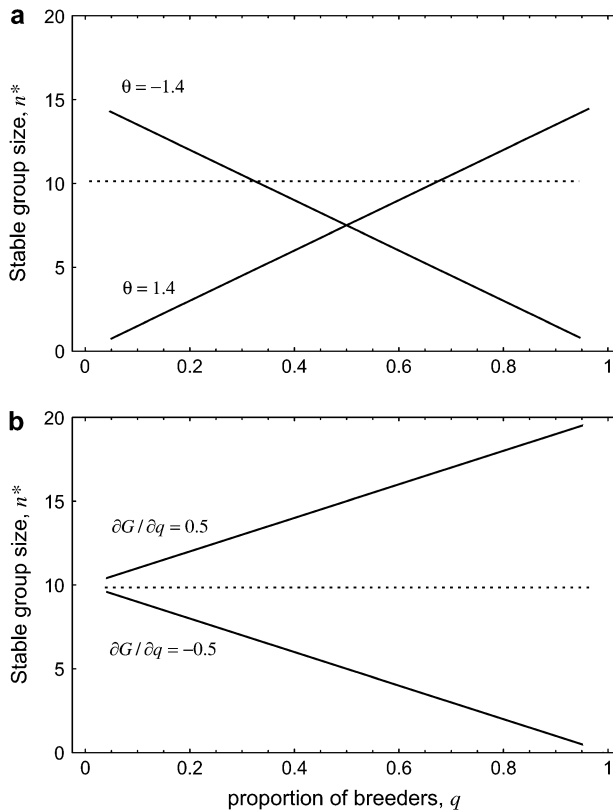 a
20
15
10
5
0
Stable group size, n*
θ = −1.4
θ = 1.4
0 0.2 0.4 0.6 0.8 1
b
20
15
10
5
0
Stable group size, n*
∂G / ∂q = 0.5
∂G / ∂q = −0.5
0 0.2 0.4 0.6 0.8 1
proportion of breeders, q